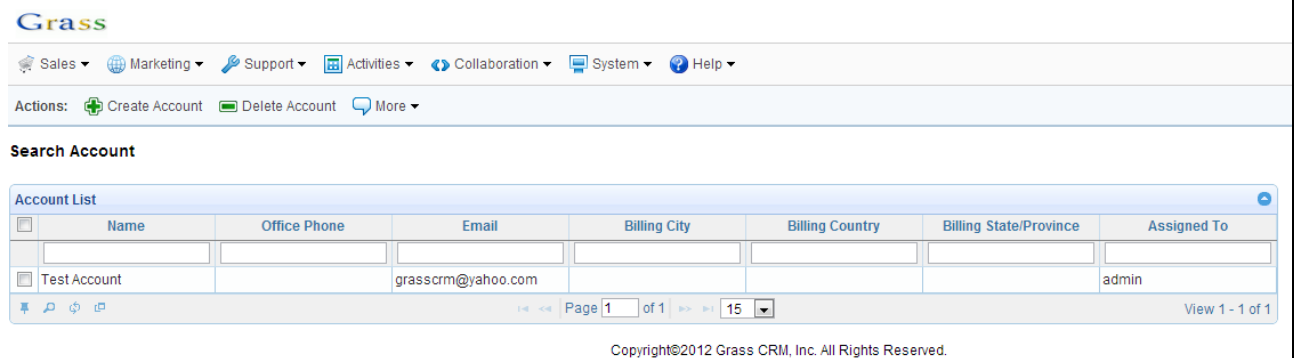 Grass
Sales Marketing Support Activities Collaboration System Help
Actions: Create Account Delete Account More
Search Account
Account List
Name Office Phone Email Billing City Billing Country Billing State/Province Assigned To
Test Account grasscrm@yahoo.com admin
Page 1 of 1 15 View 1 - 1 of 1
Copyright©2012 Grass CRM, Inc. All Rights Reserved.